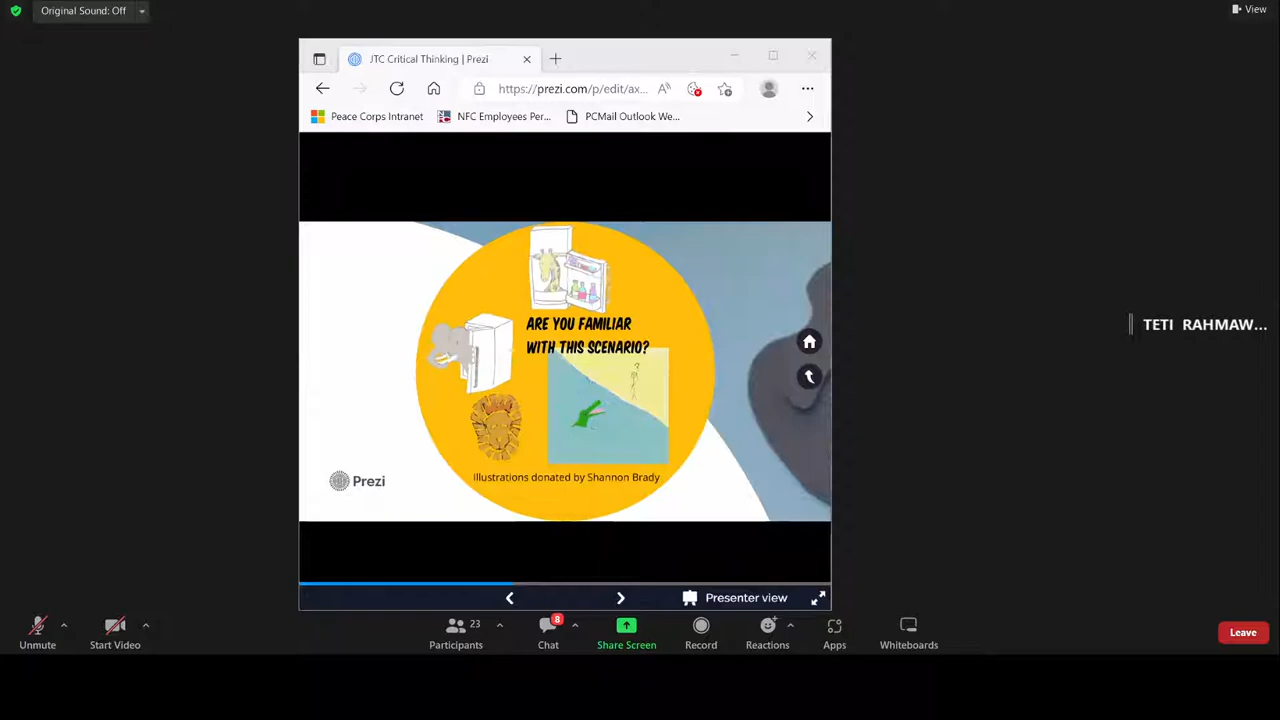 Original Sound: Off
View
JTC Critical Thinking | Prezi
https://prezi.com/p/edit/ax...
Peace Corps Intranet
NFC Employees Per...
PCMail Outlook We...
ARE YOU FAMILIAR
WITH THIS SCENARIO?
Illustrations donated by Shannon Brady
Prezi
TETI RAHMAW...
Presenter view
Unmute
Start Video
Participants
23
Chat
8
Share Screen
Record
Reactions
Apps
Whiteboards
Leave